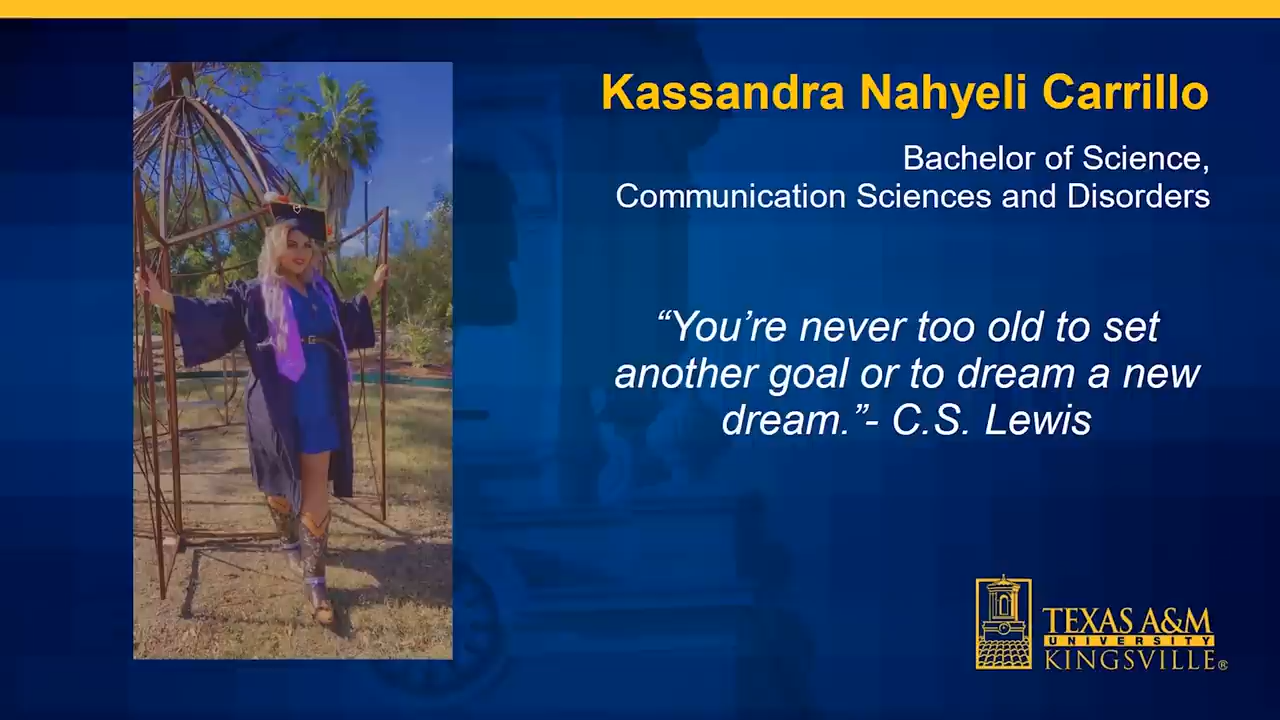 Kassandra Nahyeli Carrillo
Bachelor of Science,
Communication Sciences and Disorders
“You’re never too old to set
another goal or to dream a new
dream.”- C.S. Lewis
TEXAS A&M
UNIVERSITY
KINGSVILLE®